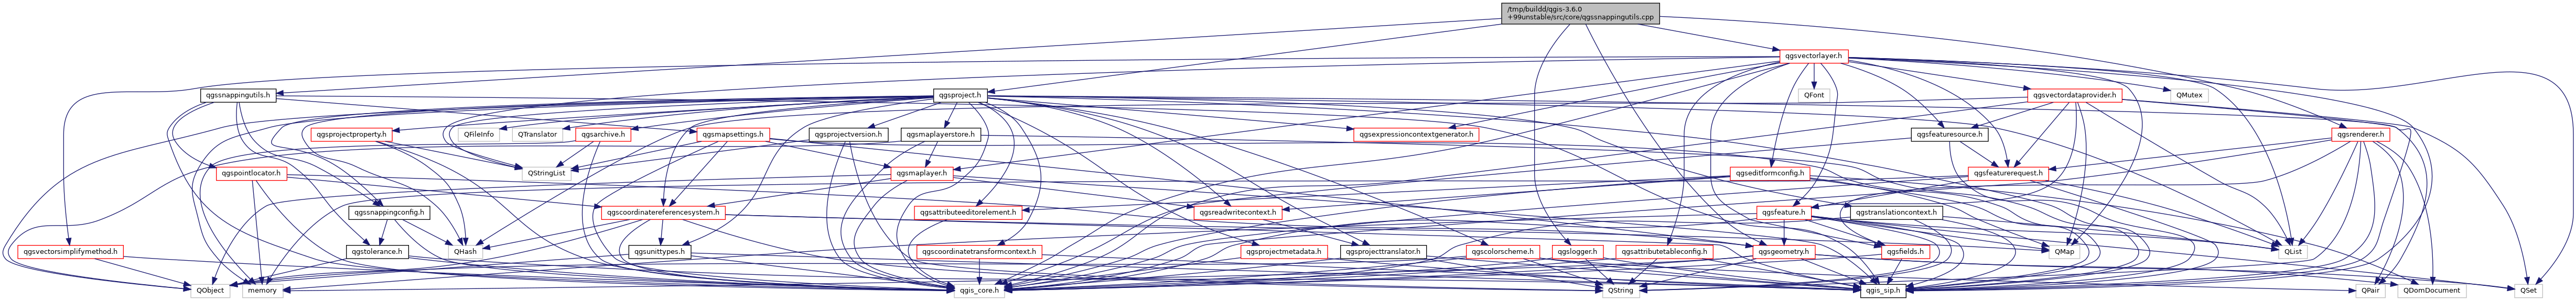 /tmp/buildd/qgis-3.6.0
+99unstable/src/core/qgssnappingutils.cpp
qgsvectorlayer.h
qgssnappingutils.h
qgsproject.h
QFont
qgsvectordataprovider.h
QMutex
qgsprojectproperty.h
QFileInfo
QTranslator
qgsarchive.h
qgsmapsettings.h
qgsprojectversion.h
qgsmaplayerstore.h
qgsexpressioncontextgenerator.h
qgsfeaturesource.h
qgsrenderer.h
qgspointlocator.h
QStringList
qgsmaplayer.h
qgseditformconfig.h
qgsfeaturerequest.h
qgssnappingconfig.h
qgscoordinatereferencesystem.h
qgsattributeeditorelement.h
qgsreadwritecontext.h
qgsfeature.h
qgstranslationcontext.h
qgsvectorsimplifymethod.h
qgstolerance.h
QHash
qgsunittypes.h
qgscoordinatetransformcontext.h
qgsprojectmetadata.h
qgsprojecttranslator.h
qgscolorscheme.h
qgslogger.h
qgsattributetableconfig.h
qgsgeometry.h
qgsfields.h
QMap
QList
QObject
memory
qgis_core.h
QString
qgis_sip.h
QPair
QDomDocument
QSet